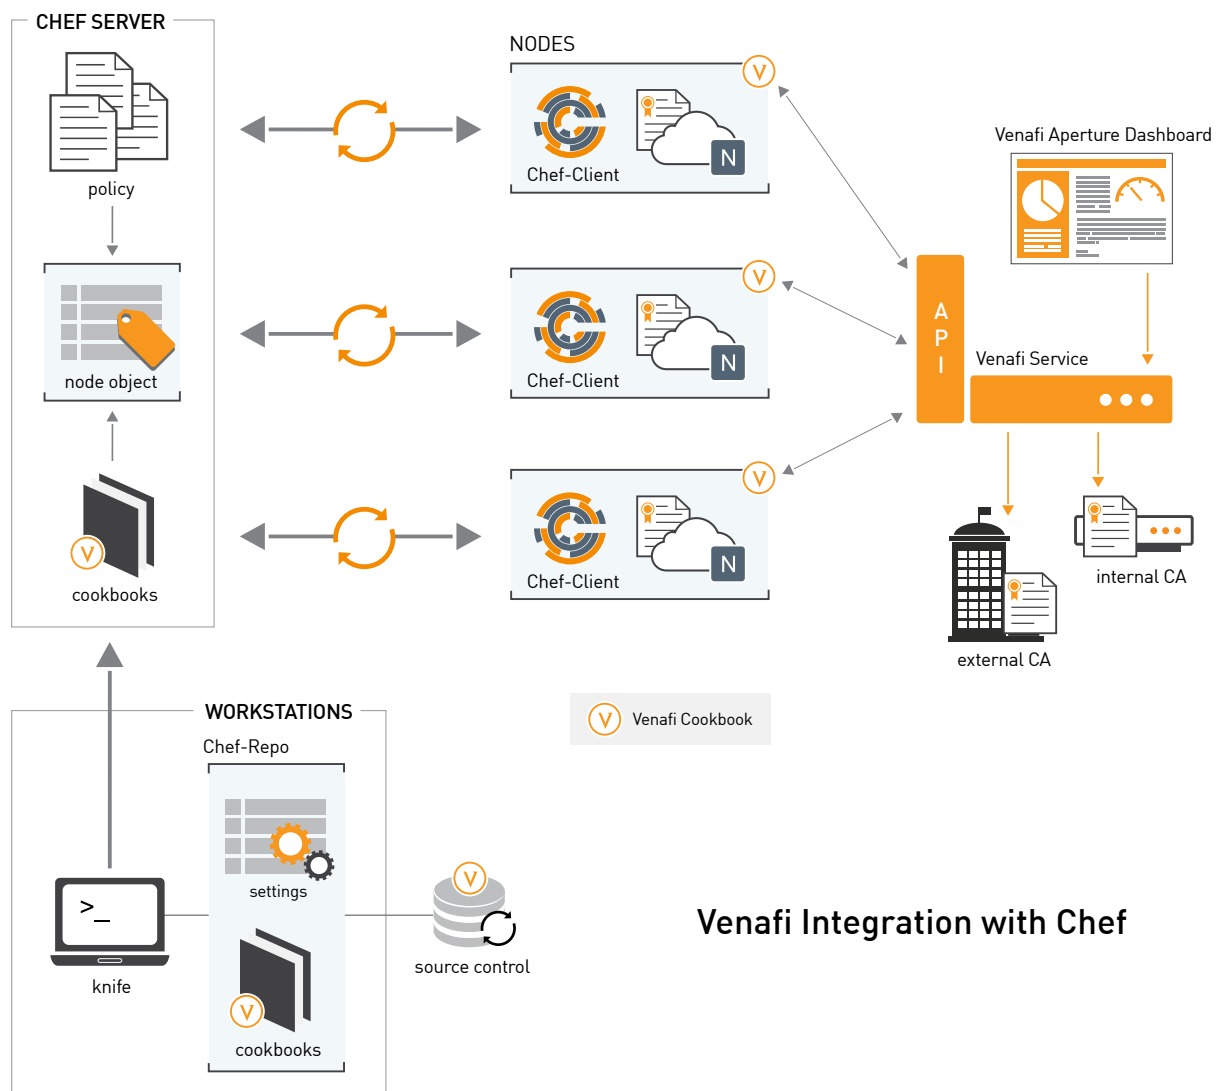 CHEF SERVER
policy
node object
V
cookbooks
NODES
V
Chef-Client
N
V
Chef-Client
N
V
Chef-Client
N
Venafi Aperture Dashboard
A
P
I
Venafi Service
internal CA
external CA
V Venafi Cookbook
WORKSTATIONS
Chef-Repo
settings
>_
knife
V
cookbooks
V
source control
Venafi Integration with Chef